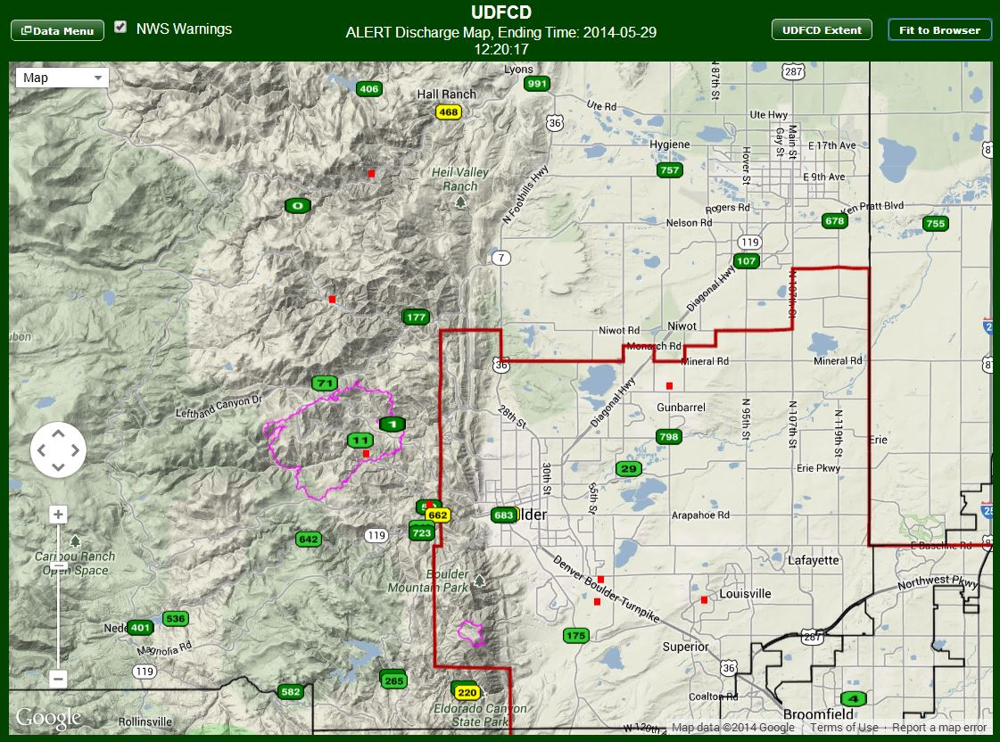 UDFCD
Data Menu
NWS Warnings
ALERT Discharge Map, Ending Time: 2014-05-29
12:20:17
UDFCD Extent
Fit to Browser
Map
Lyons
287
N 87th St
406
991
Hall Ranch
468
Ute Rd
36
Ute Hwy
Main St
Gay St
Hygiene
E 17th Ave
757
Hover St
Heil Valley
Ranch
E 9th Ave
N Foothills Hwy
0
Rogers Rd
Ken Pratt Blvd
Nelson Rd
678
755
119
7
107
Diagonal Hwy
N 107th St
177
Niwot
Niwot Rd
Monarch Rd
36
Mineral Rd
Mineral Rd
71
Diagonal Hwy
Lefthand Canyon Dr
Gunbarrel
28th St
N 95th St
N 107th St
N 119th St
1
11
798
Erie
30th St
29
Erie Pkwy
55th St
662
683
lder
Arapahoe Rd
723
642
119
Caribou Ranch
Open Space
E Baseline Rd
Denver Boulder Turnpike
Lafayette
Boulder
Mountain Park
Northwest Pkwy
Louisville
536
Nede
401
175
287
Magnolia Rd
Superior
119
36
265
582
220
Coalton Rd
4
Eldorado Canyon
State Park
Broomfield
Google
Rollinsville
W 120th A
Map data ©2014 Google
Terms of Use
Report a map error